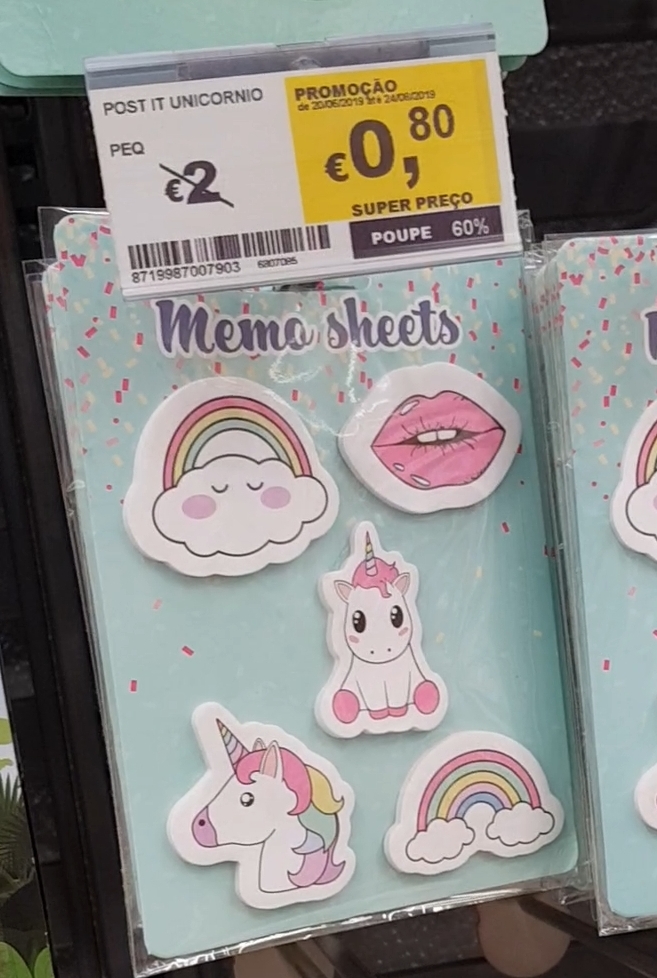 POST IT UNICORNIO
PEQ
€2
PROMOÇÃO
de 20/06/2019 até 24/06/2019
€0,80
SUPER PREÇO
POUPE 60%
8719987007903
Memo sheets